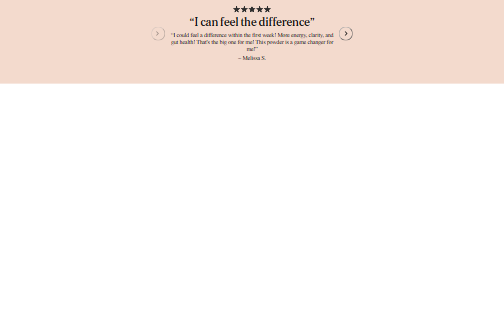 ★★★★★
“I can feel the difference”
"I could feel a difference within the first week! More energy, clarity, and
gut health! That's the big one for me! This powder is a game changer for
me!"
– Melissa S.